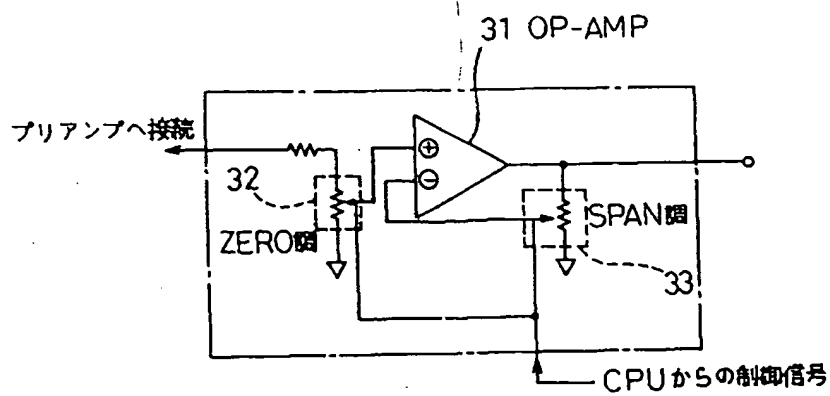 31 OP-AMP
プリアンプへ接続
32
⊕
⊖
ZERO調
SPAN調
33
CPUからの制御信号